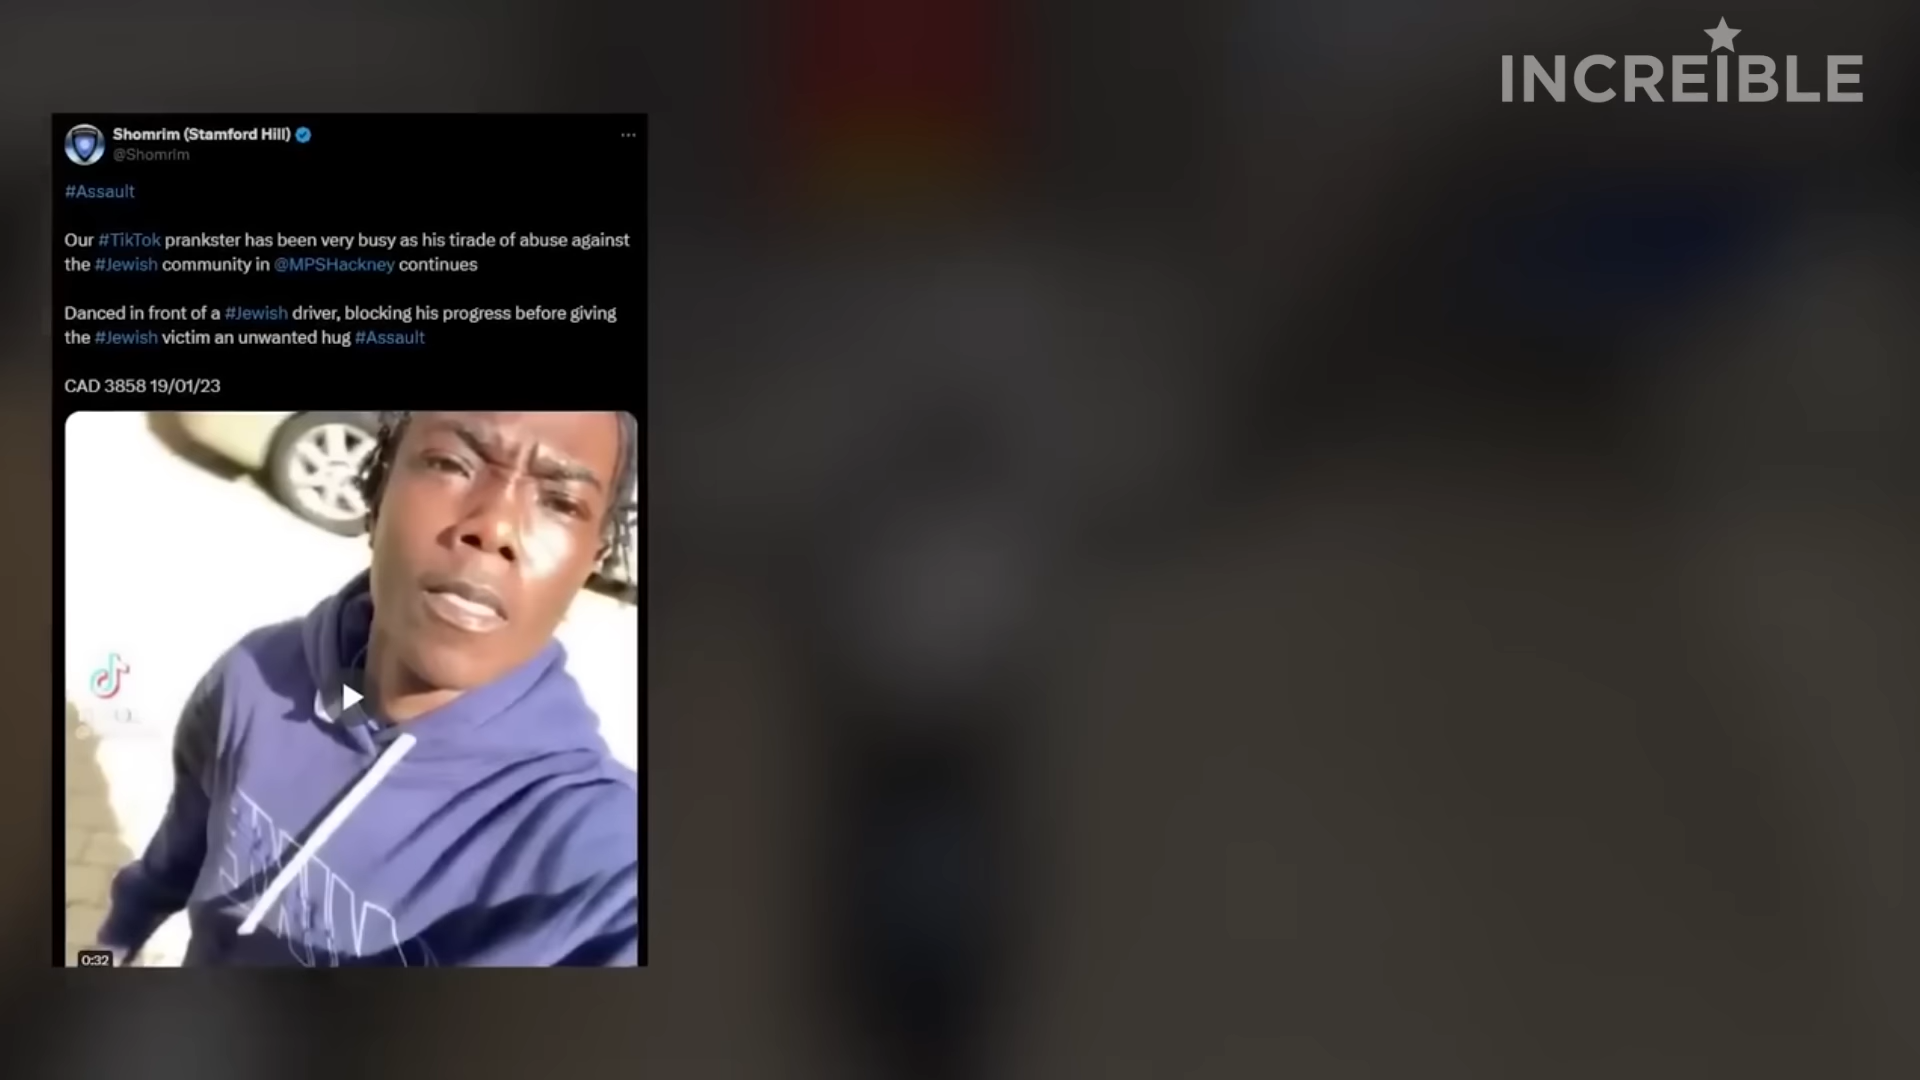 INCREÍBLE
Shomrim (Stamford Hill)
@Shomrim
#Assault
Our #TikTok prankster has been very busy as his tirade of abuse against
the #Jewish community in @MPSHackney continues
Danced in front of a #Jewish driver, blocking his progress before giving
the #Jewish victim an unwanted hug #Assault
CAD 3858 19/01/23
0:32